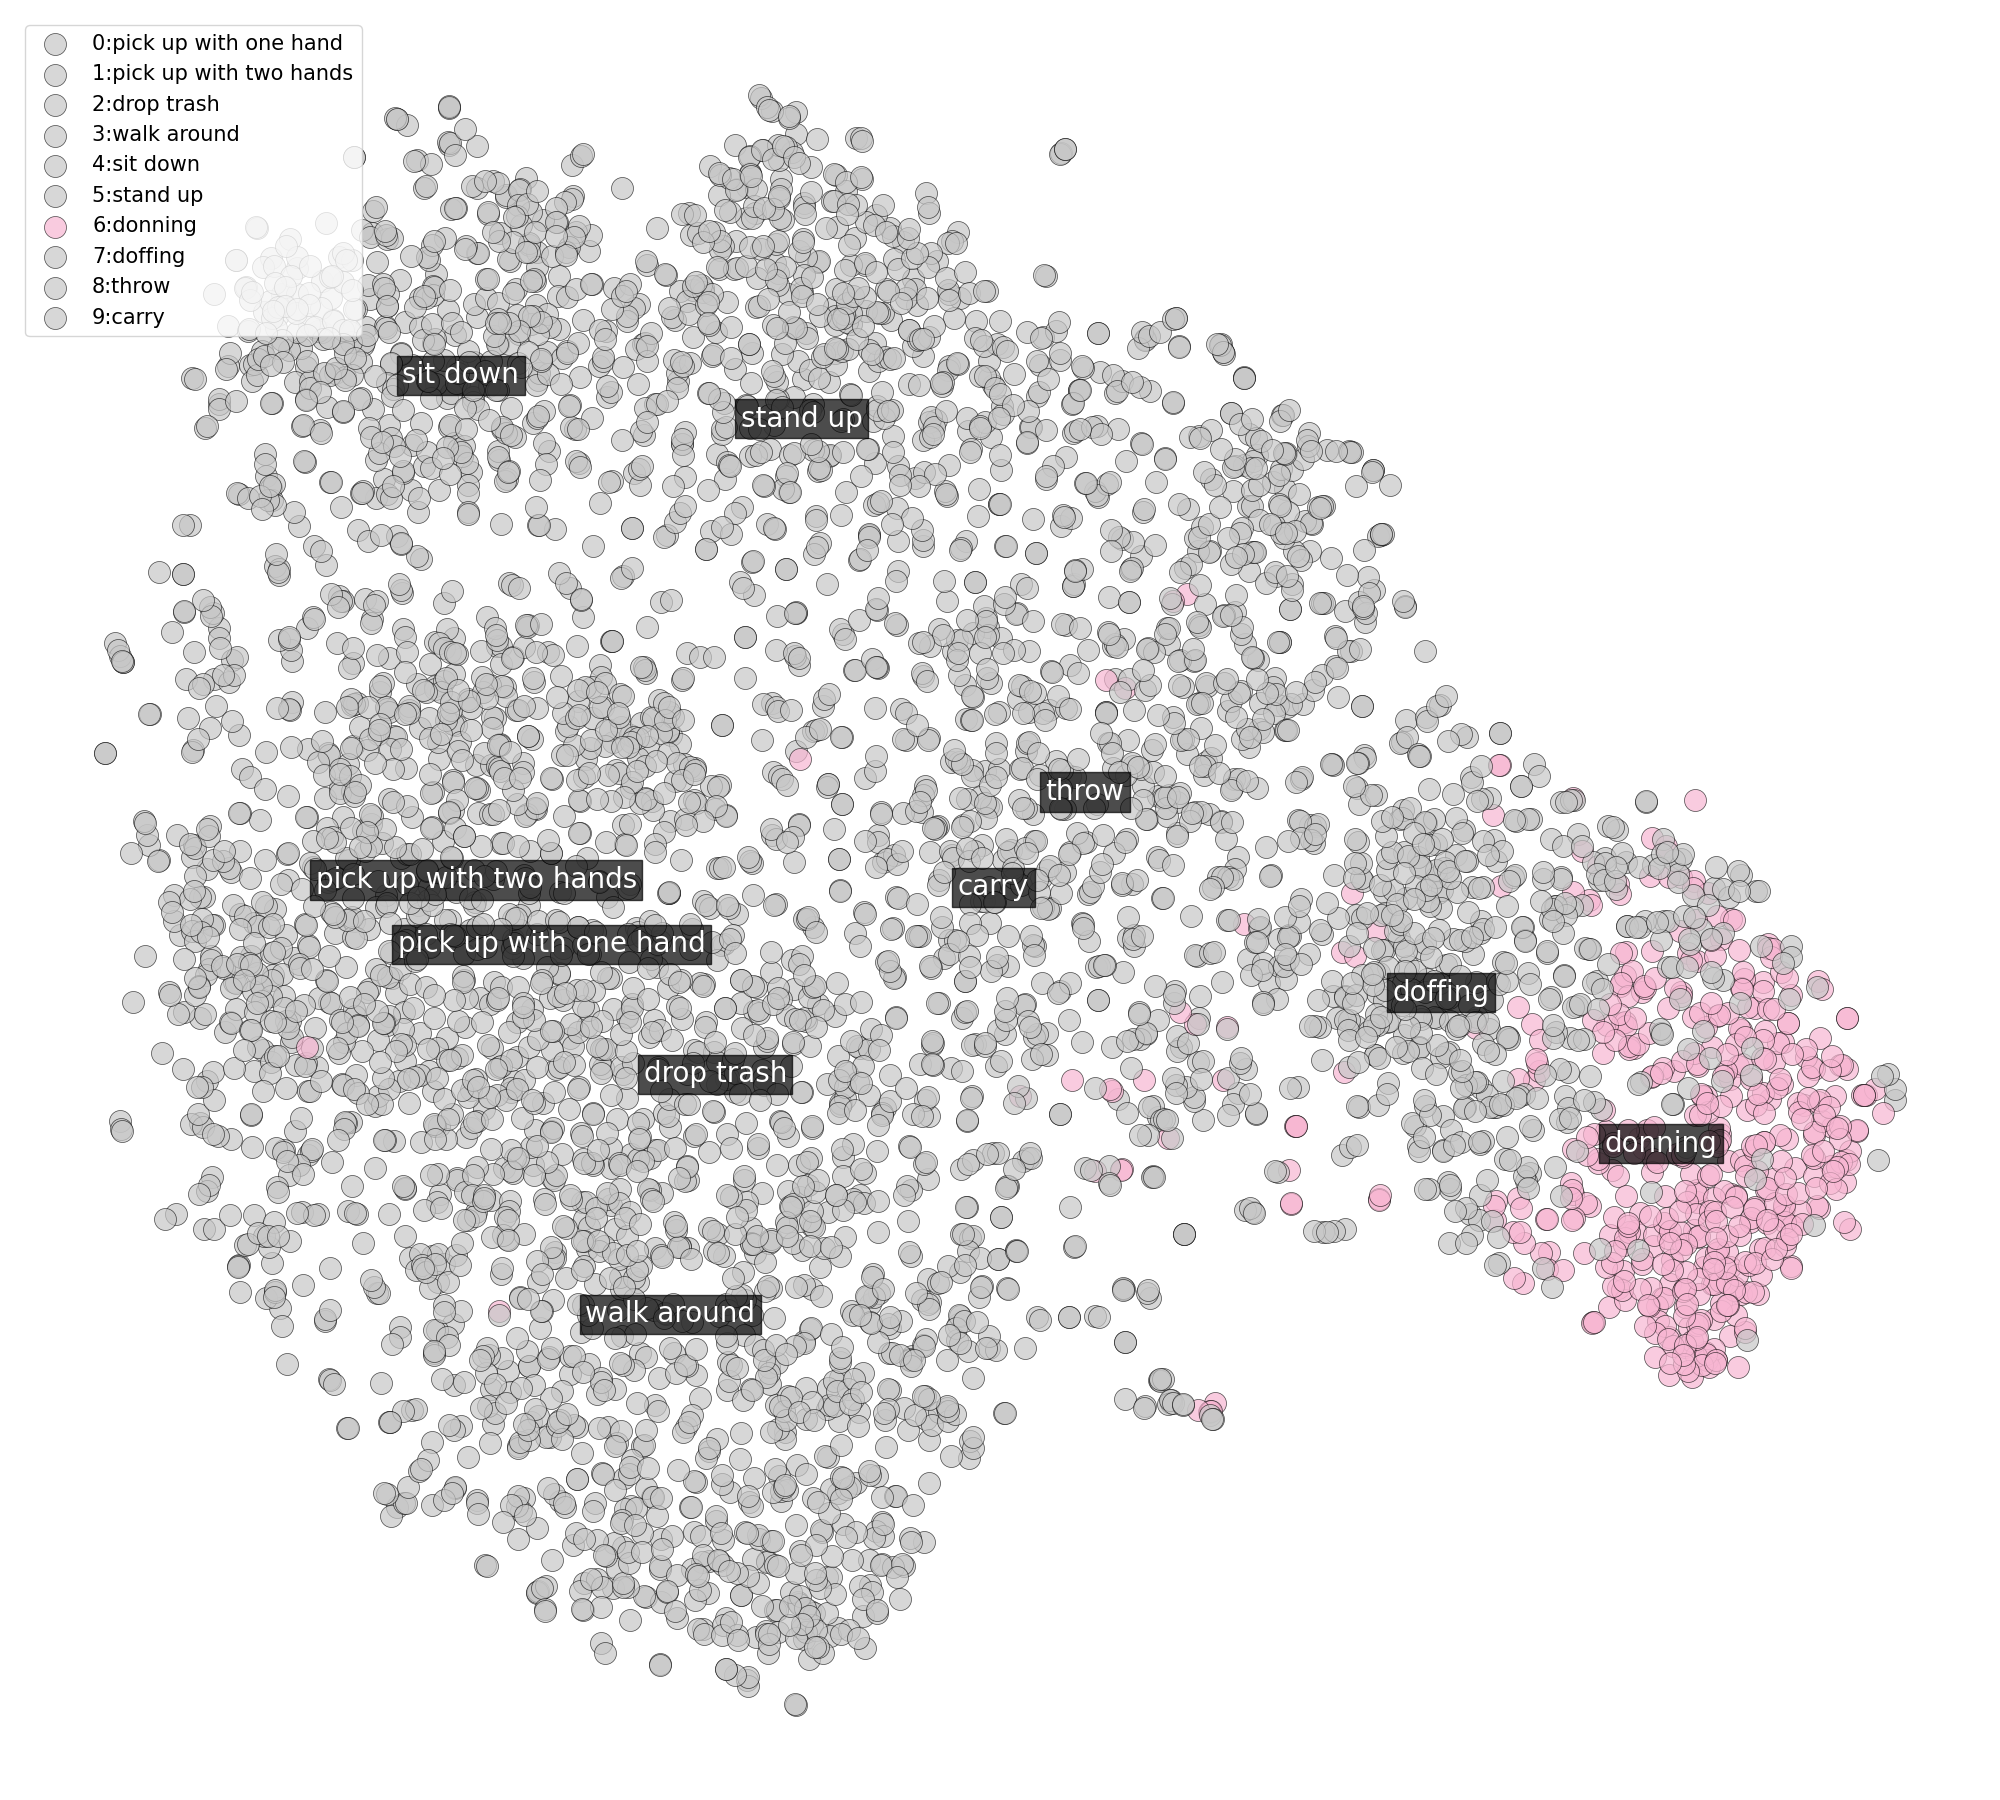 0:pick up with one hand
1:pick up with two hands
2:drop trash
3:walk around
4:sit down
5:stand up
6:donning
7:doffing
8:throw
9:carry
sit down
stand up
throw
pick up with two hands
carry
pick up with one hand
doffing
drop trash
donning
walk around